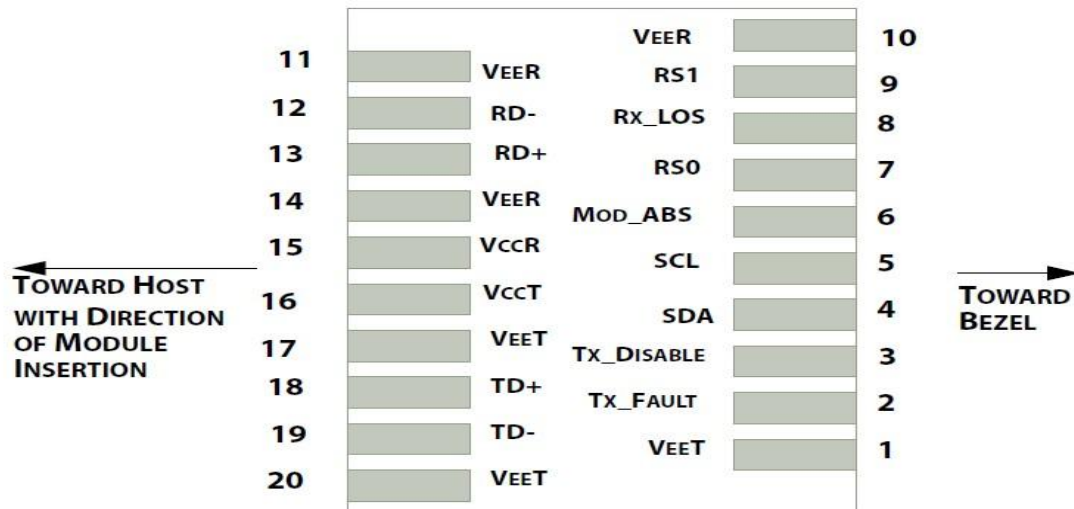 VEER 10
11 VEER
RS1 9
12 RD-
RX_LOS 8
13 RD+
RS0 7
14 VEER
MOD_ABS 6
15 VCCR
SCL 5
16 VCCT
SDA 4
17 VEET
TX_DISABLE 3
18 TD+
TX_FAULT 2
19 TD-
VEET 1
20 VEET
TOWARD HOST
WITH DIRECTION
OF MODULE
INSERTION
TOWARD
BEZEL